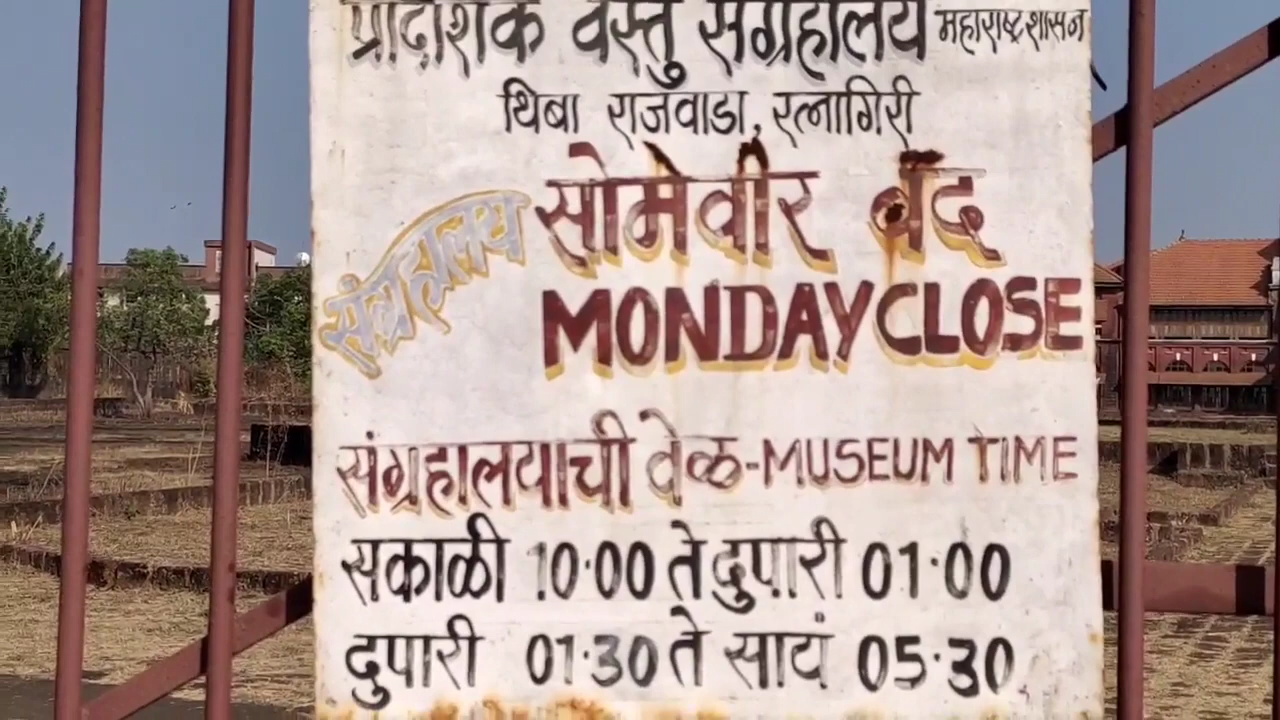 प्रादेशिक वस्तु संग्रहालय महाराष्ट्र शासन
थिबा राजवाडा, रत्नागिरी
संग्रहालय सोमवार बंद
MONDAY CLOSE
संग्रहालयाची वेळ-MUSEUM TIME
सकाळी 10·00 ते दुपारी 01·00
दुपारी 01·30 ते सायं 05·30